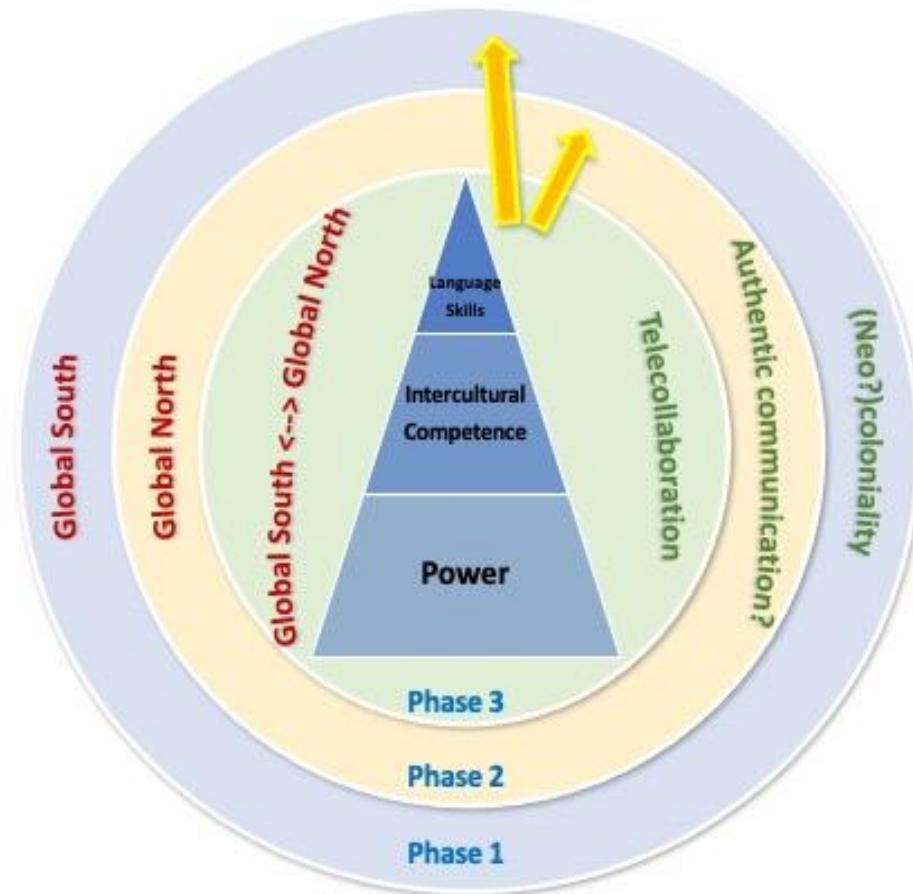 Language
Skills
Intercultural
Competence
Power
Global South
Global North
Global South <--> Global North
Telecollaboration
Authentic communication?
(Neo?)coloniality
Phase 3
Phase 2
Phase 1